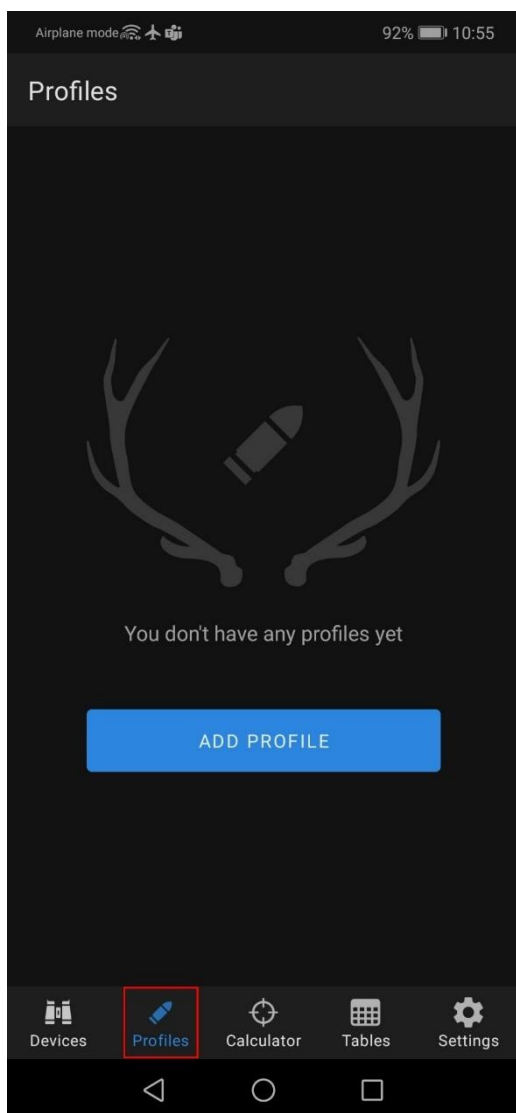 Airplane mode 92% 10:55
Profiles
You don't have any profiles yet
ADD PROFILE
Devices Profiles Calculator Tables Settings